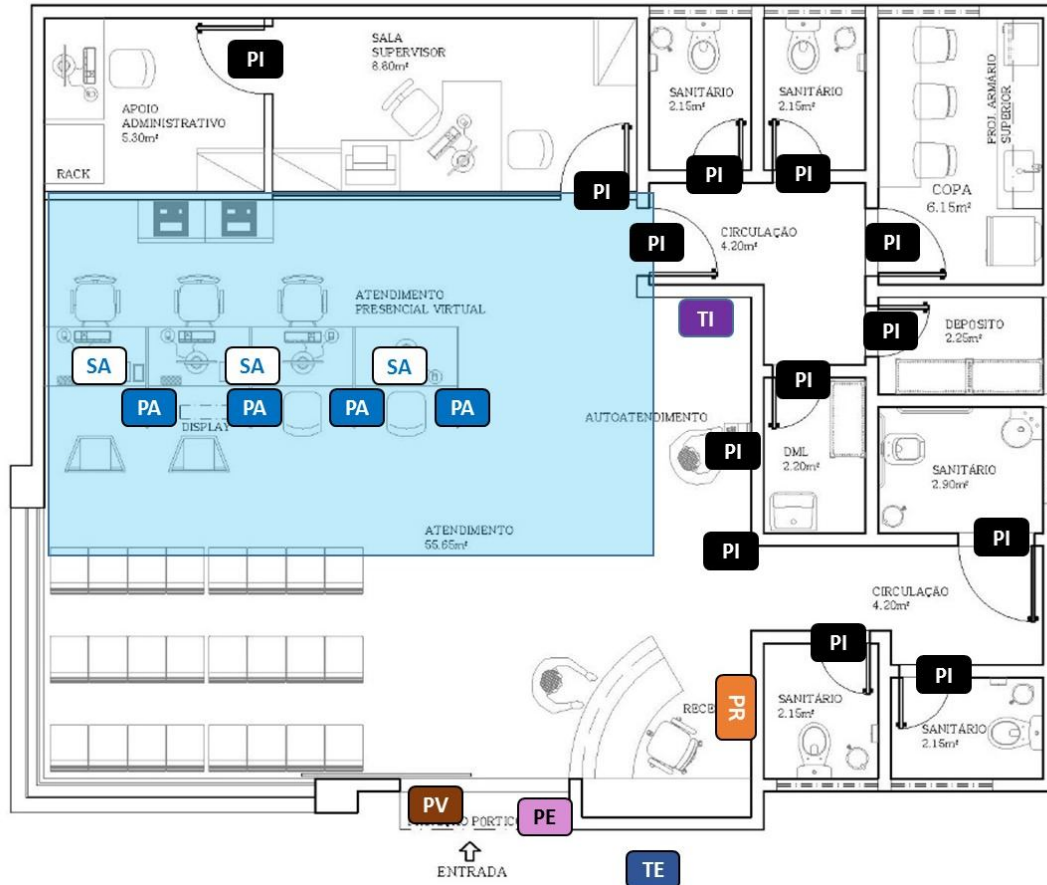 PI
SALA
SUPERVISOR
8.80m²
APOIO
ADMINISTRATIVO
5.30m²
RACK
SANITÁRIO
2.15m²
SANITÁRIO
2.15m²
PROJ. ARMÁRIO
SUPERIOR
COPA
6.15m²
PI
PI
PI
PI
PI
CIRCULAÇÃO
4.20m²
ATENDIMENTO
PRESENCIAL VIRTUAL
TI
DEPOSITO
2.25m²
PI
SA
SA
SA
PI
PA
PA
PA
PA
DISPLAY
AUTOATENDIMENTO
PI
DML
2.20m²
SANITÁRIO
2.90m²
ATENDIMENTO
55.65m²
PI
PI
CIRCULAÇÃO
4.20m²
PI
PI
RECE
PR
SANITÁRIO
2.15m²
SANITÁRIO
2.15m²
PV
PE
PORTICO
ENTRADA
TE